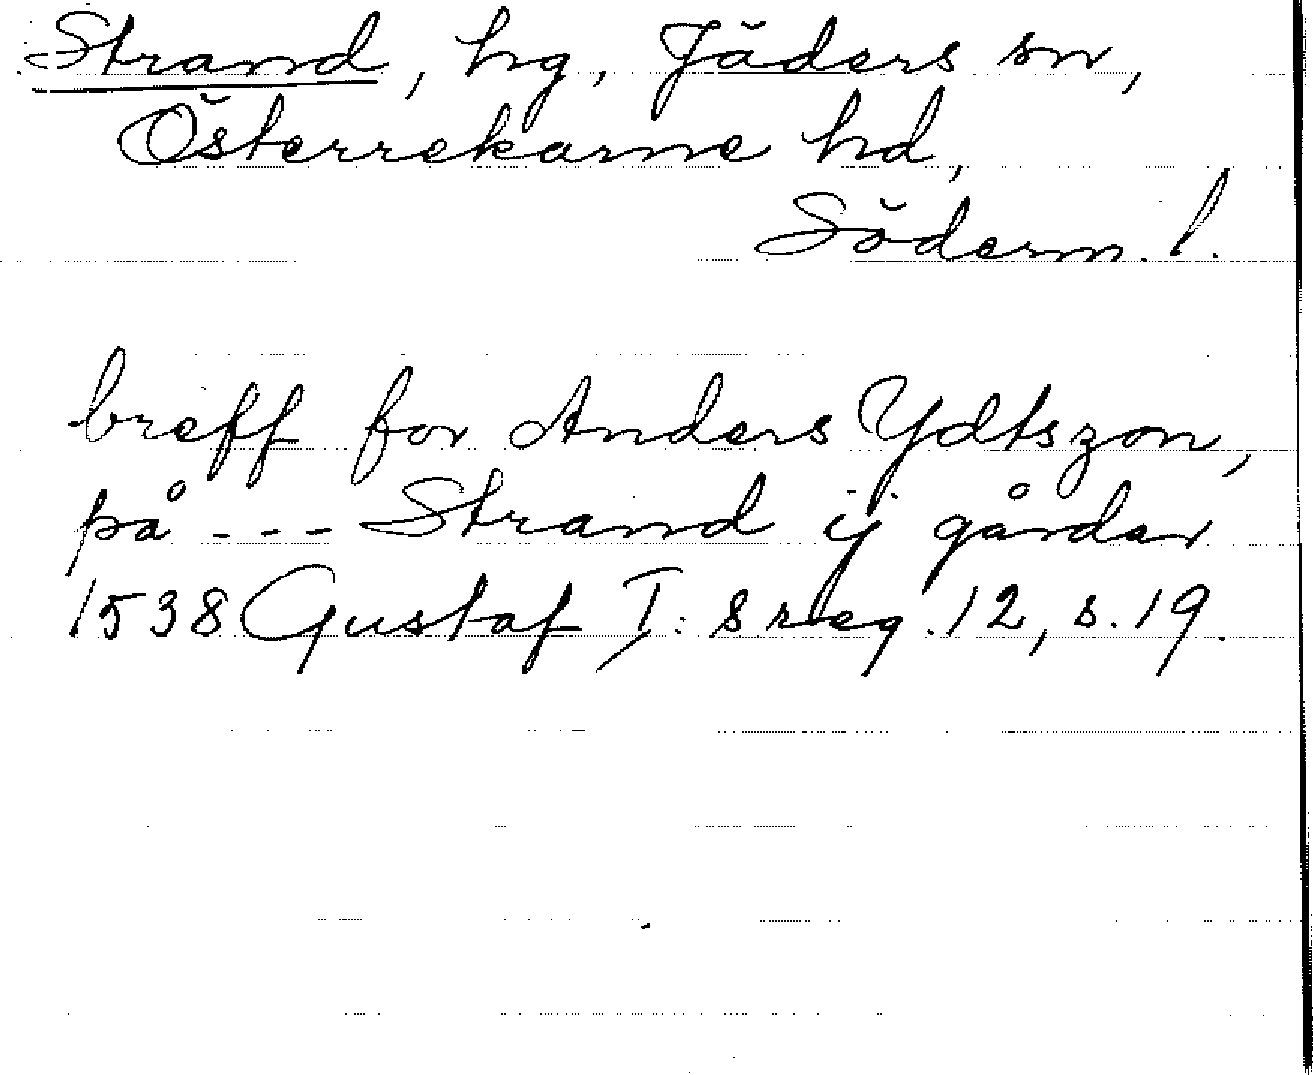 Strand, hg, Jäders sn,
Österrekarne hd,
Söderm. l.
breff for Anders Ydtszon,
på --- Strand ij gårdar
1538 Gustaf I:s reg. 12, s. 19.